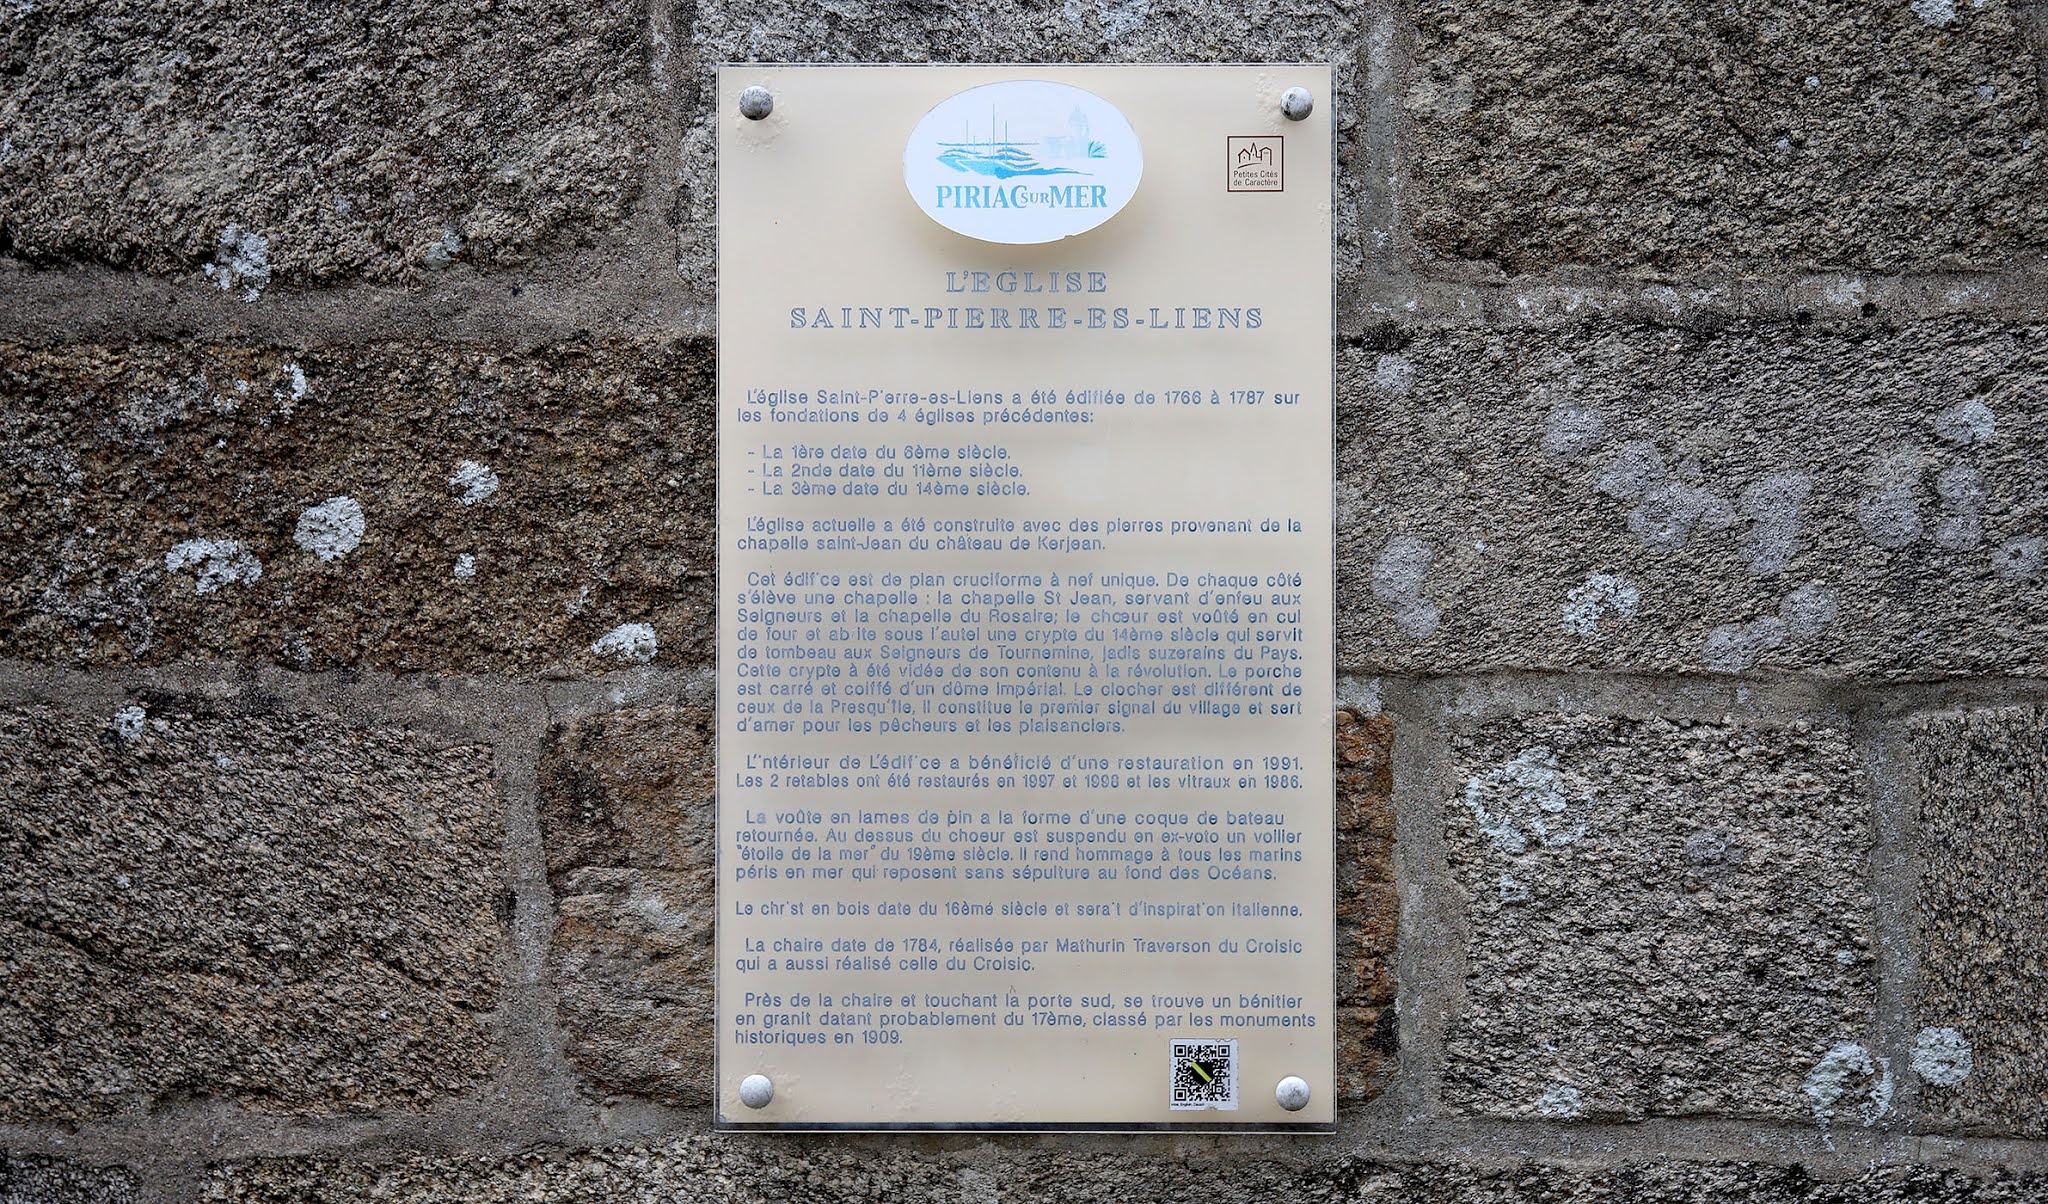 PIRIAC SUR MER
Petites Cités
de Caractère
L'EGLISE
SAINT-PIERRE-ES-LIENS
L'église Saint-Pierre-es-Liens a été édifiée de 1766 à 1787 sur
les fondations de 4 églises précédentes:
- La 1ère date du 6ème siècle.
- La 2nde date du 11ème siècle.
- La 3ème date du 14ème siècle.
L'église actuelle a été construite avec des pierres provenant de la
chapelle saint-Jean du château de Kerjean.
Cet édifice est de plan cruciforme à nef unique. De chaque côté
s'élève une chapelle : la chapelle St Jean, servant d'enfeu aux
Seigneurs et la chapelle du Rosaire; le chœur est voûté en cul
de four et abrite sous l'autel une crypte du 14ème siècle qui servit
de tombeau aux Seigneurs de Tournemine, jadis suzerains du Pays.
Cette crypte à été vidée de son contenu à la révolution. Le porche
est carré et coiffé d'un dôme impérial. Le clocher est différent de
ceux de la Presqu'île, il constitue le premier signal du village et sert
d'amer pour les pêcheurs et les plaisanciers.
L'intérieur de L'édifice a bénéficié d'une restauration en 1991.
Les 2 retables ont été restaurés en 1997 et 1998 et les vitraux en 1986.
La voûte en lames de pin a la forme d'une coque de bateau
retournée. Au dessus du choeur est suspendu en ex-voto un voilier
"étoile de la mer" du 19ème siècle. Il rend hommage à tous les marins
péris en mer qui reposent sans sépulture au fond des Océans.
Le christ en bois date du 16ème siècle et serait d'inspiration italienne.
La chaire date de 1784, réalisée par Mathurin Traverson du Croisic
qui a aussi réalisé celle du Croisic.
Près de la chaire et touchant la porte sud, se trouve un bénitier
en granit datant probablement du 17ème, classé par les monuments
historiques en 1909.